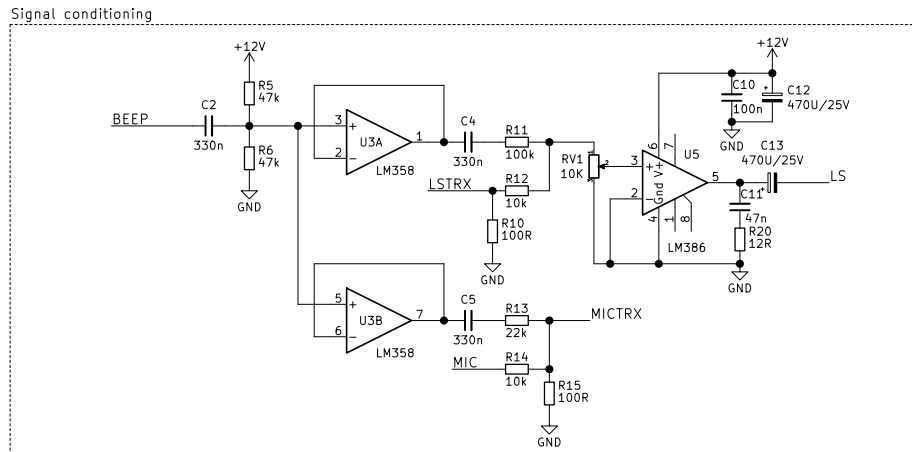 Signal conditioning
+12V
R5
47k
BEEP
C2
330n
R6
47k
GND
3
+
2
−
1
U3A
LM358
C4
330n
R11
100k
LSTRX
R12
10k
R10
100R
GND
RV1
10K
1
2
3
+12V
C10
100n
C12
470U/25V
+
GND
6
7
U5
3
+
2
−
V+
Gnd
4
1
8
5
LM386
C13
470U/25V
+
LS
C11
47n
R20
12R
GND
5
+
6
−
7
U3B
LM358
C5
330n
R13
22k
MICTRX
MIC
R14
10k
R15
100R
GND